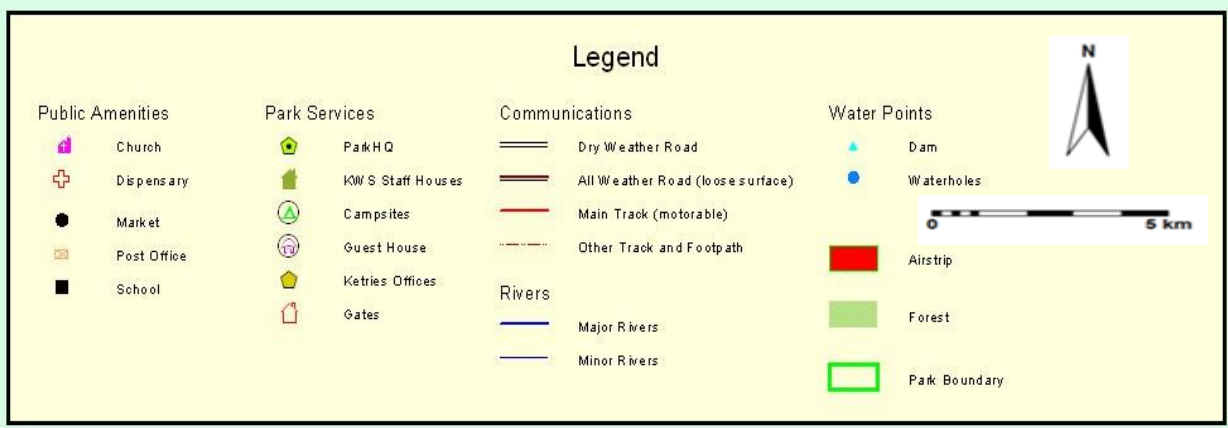 Legend
N
Public Amenities
Church
Dispensary
Market
Post Office
School
Park Services
Park HQ
KWS Staff Houses
Campsites
Guest House
Ketries Offices
Gates
Communications
Dry Weather Road
All Weather Road (loose surface)
Main Track (motorable)
Other Track and Footpath
Rivers
Major Rivers
Minor Rivers
Water Points
Dam
Waterholes
0 5 km
Airstrip
Forest
Park Boundary